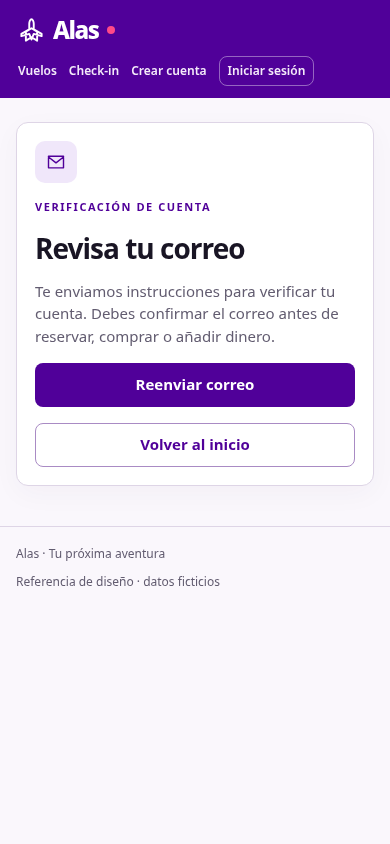 Alas
Vuelos Check-in Crear cuenta Iniciar sesión
VERIFICACIÓN DE CUENTA
Revisa tu correo
Te enviamos instrucciones para verificar tu
cuenta. Debes confirmar el correo antes de
reservar, comprar o añadir dinero.
Reenviar correo
Volver al inicio
Alas · Tu próxima aventura
Referencia de diseño · datos ficticios